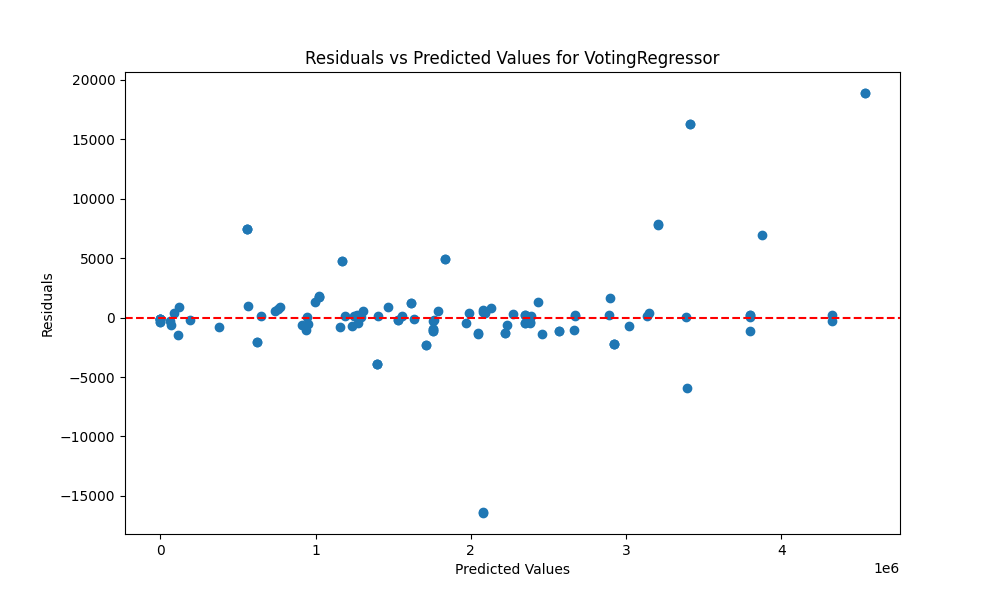 Residuals vs Predicted Values for VotingRegressor
20000
15000
10000
5000
0
−5000
−10000
−15000
Residuals
0 1 2 3 4
1e6
Predicted Values